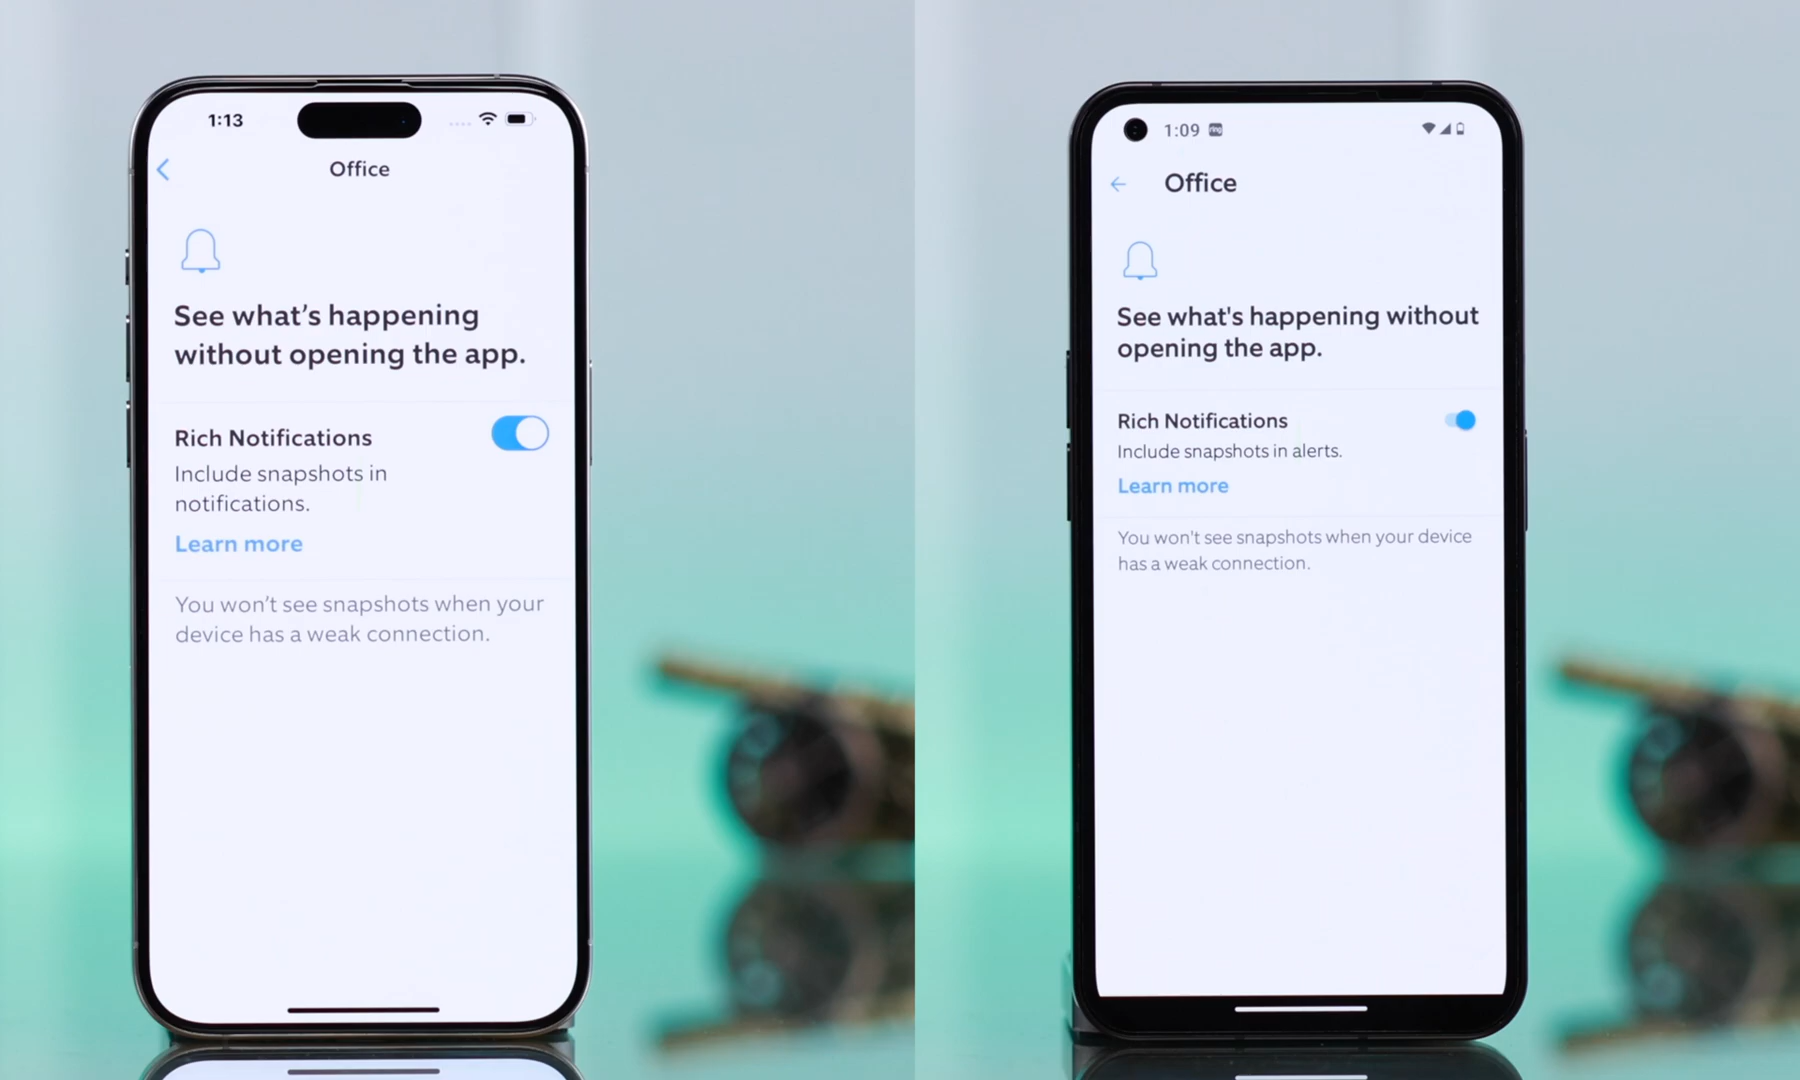 1:13
Office
See what’s happening
without opening the app.
Rich Notifications
Include snapshots in
notifications.
Learn more
You won’t see snapshots when your
device has a weak connection.
1:09
ring
Office
See what's happening without
opening the app.
Rich Notifications
Include snapshots in alerts.
Learn more
You won't see snapshots when your device
has a weak connection.